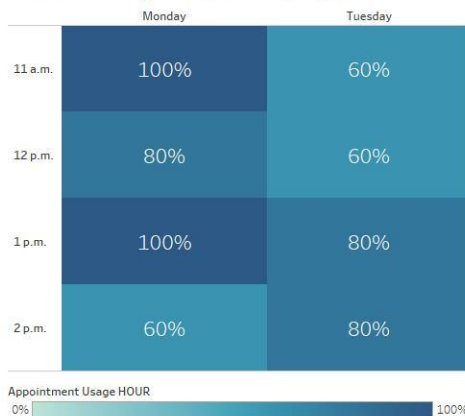 Monday Tuesday
11 a.m. 100% 60%
12 p.m. 80% 60%
1 p.m. 100% 80%
2 p.m. 60% 80%
Appointment Usage HOUR
0% 100%